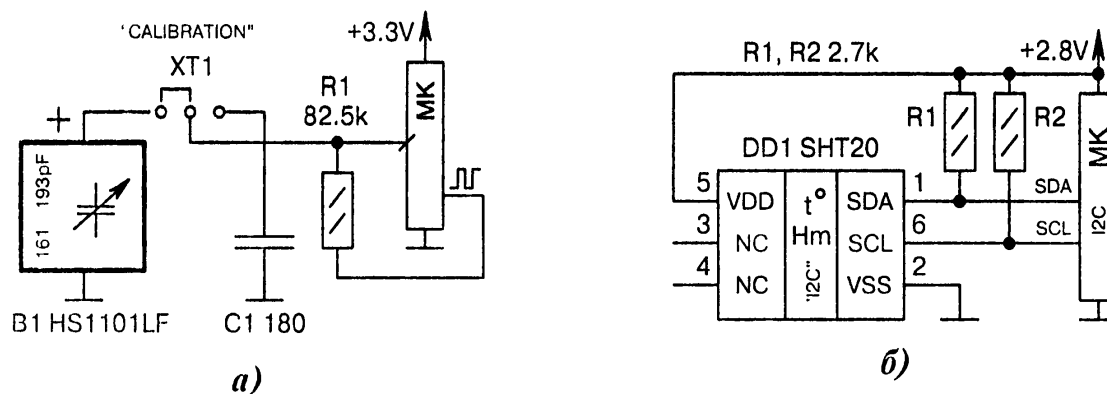 'CALIBRATION"
XT1
+3.3V
R1
82.5k
MK
+
161 193pF
B1 HS1101LF
C1 180
а)
R1, R2 2.7k
+2.8V
R1
R2
MK
DD1 SHT20
5 VDD
t° SDA 1
SDA
3 NC
Hm SCL 6
SCL
I2C
4 NC
"I2C" VSS 2
б)